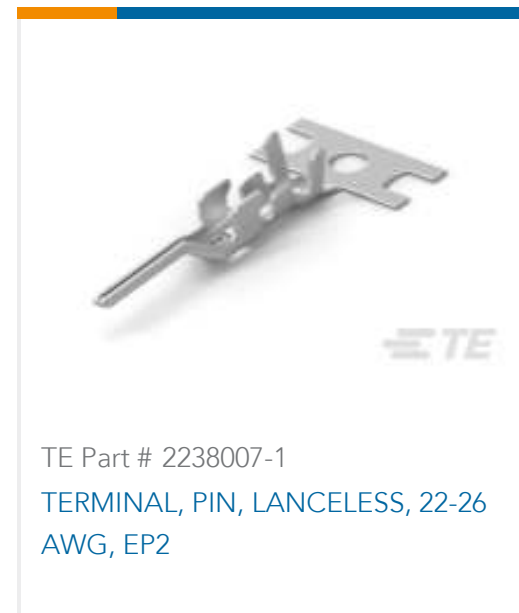 TE
TE Part # 2238007-1
TERMINAL, PIN, LANCELESS, 22-26
AWG, EP2